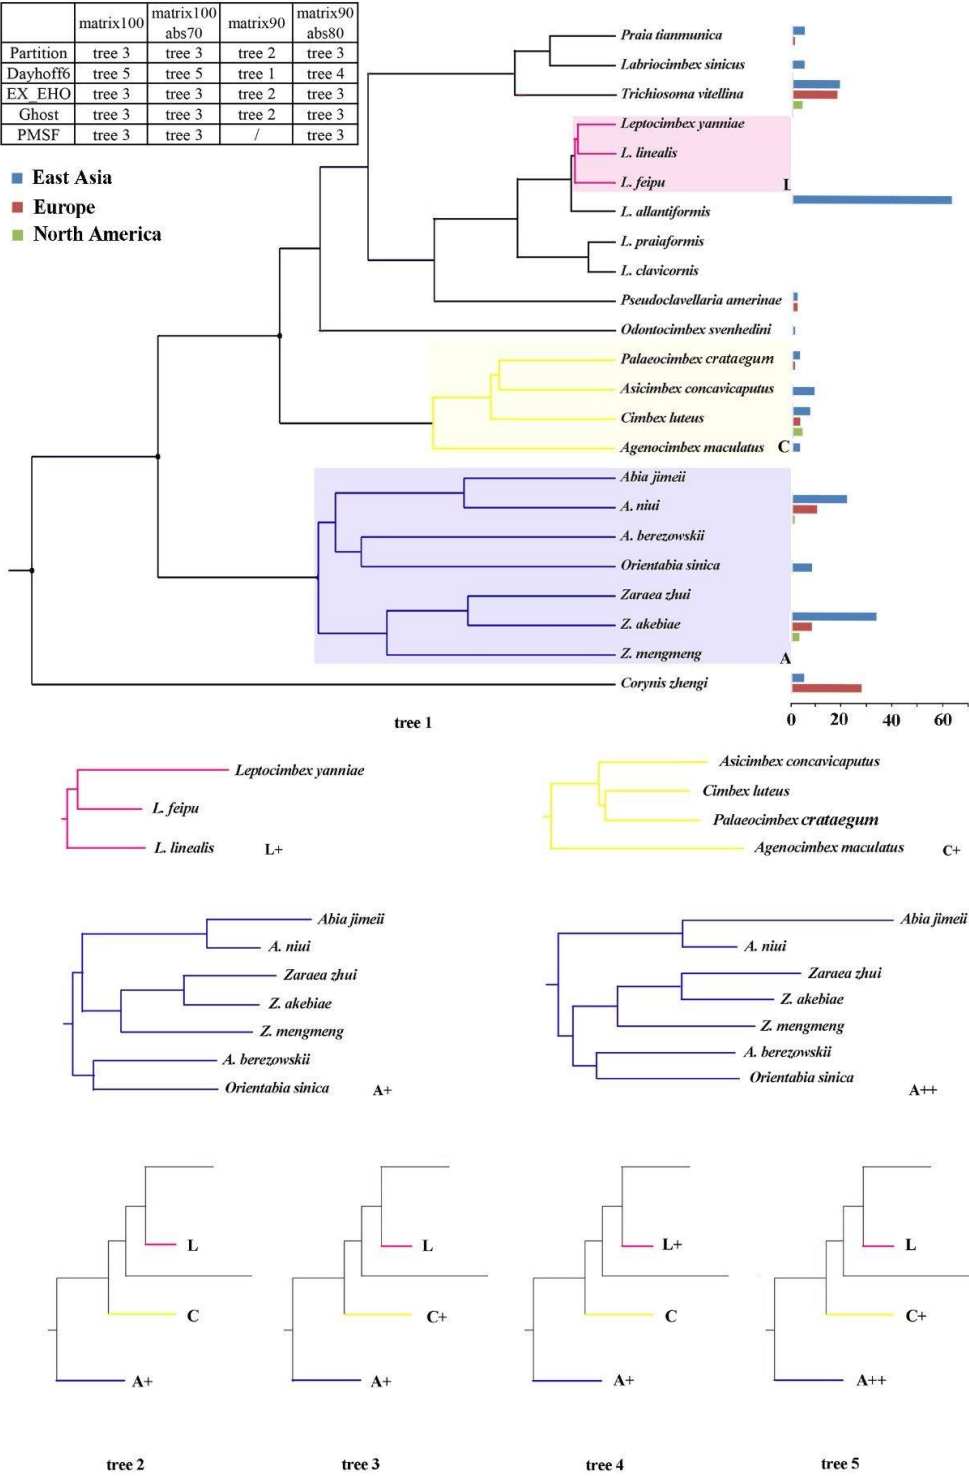 matrix100 matrix100 abs70 matrix90 matrix90 abs80
Partition tree 3 tree 3 tree 2 tree 3
Dayhoff6 tree 5 tree 5 tree 1 tree 4
EX_EHO tree 3 tree 3 tree 2 tree 3
Ghost tree 3 tree 3 tree 2 tree 3
PMSF tree 3 tree 3 / tree 3
East Asia
Europe
North America
Praia tianmunica
Labriocimbex sinicus
Trichiosoma vitellina
Leptocimbex yanniae
L. linealis
L. feipu
L
L. allantiformis
L. praiaformis
L. clavicornis
Pseudoclavellaria amerinae
Odontocimbex svenhedini
Palaeocimbex crataegum
Asicimbex concavicaputus
Cimbex luteus
Agenocimbex maculatus C
Abia jimeii
A. niui
A. berezowskii
Orientabia sinica
Zaraea zhui
Z. akebiae
Z. mengmeng
A
Corynis zhengi
0 20 40 60
tree 1
Leptocimbex yanniae
L. feipu
L. linealis L+
Asicimbex concavicaputus
Cimbex luteus
Palaeocimbex crataegum
Agenocimbex maculatus C+
Abia jimeii
A. niui
Zaraea zhui
Z. akebiae
Z. mengmeng
A. berezowskii
Orientabia sinica A+
Abia jimeii
A. niui
Zaraea zhui
Z. akebiae
Z. mengmeng
A. berezowskii
Orientabia sinica
A++
L
C
A+
tree 2
L
C+
A+
tree 3
L+
C
A+
tree 4
L
C+
A++
tree 5